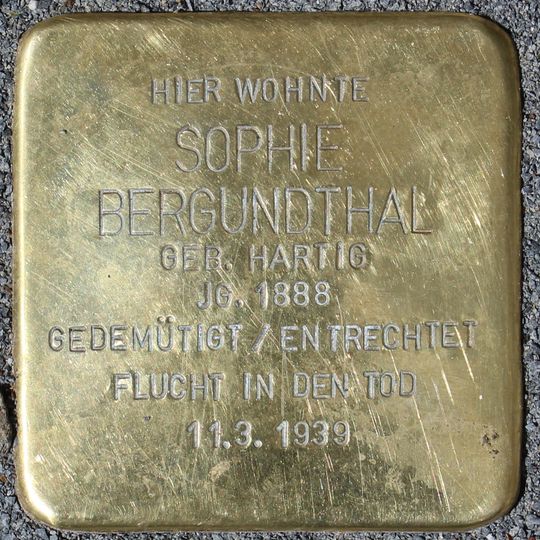 HIER WOHNTE
SOPHIE
BERGUNDTHAL
GEB. HARTIG
JG. 1888
GEDEMÜTIGT / ENTRECHTET
FLUCHT IN DEN TOD
11.3. 1939